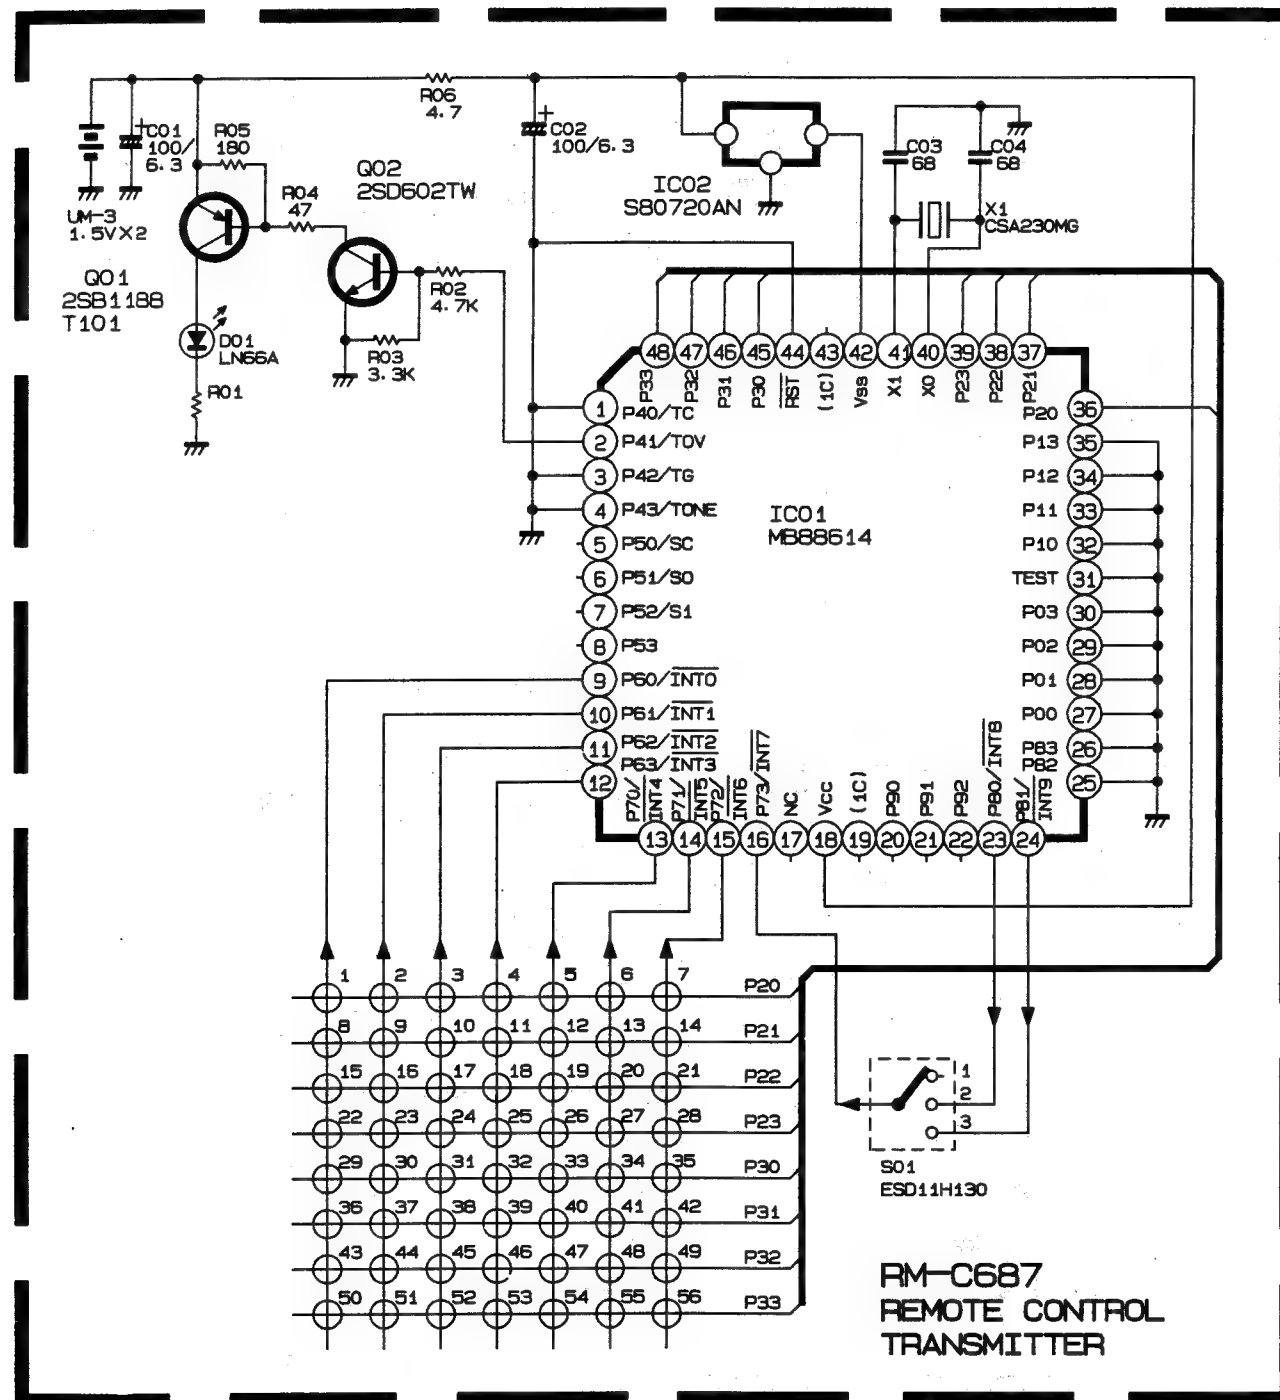 R06
4.7
C01
100/
6.3
R05
180
C02
100/6.3
C03
68
C04
68
Q02
2SD602TW
IC02
S80720AN
R04
47
X1
CSA230MG
UM-3
1.5VX2
Q01
2SB1188
T101
R02
4.7K
D01
LN66A
R03
3.3K
R01
48 47 46 45 44 43 42 41 40 39 38 37
P33 P32 P31 P30 RST (1C) Vss X1 X0 P23 P22 P21
1 P40/TC
2 P41/TOV
3 P42/TG
4 P43/TONE
5 P50/SC
6 P51/SO
7 P52/S1
8 P53
9 P60/INT0
10 P61/INT1
11 P62/INT2
12 P63/INT3
IC01
MB88614
P20 36
P13 35
P12 34
P11 33
P10 32
TEST 31
P03 30
P02 29
P01 28
P00 27
P83 26
P82 25
P70/INT4 P71/INT5 P72/INT6 P73/INT7 NC Vcc (1C) P90 P91 P92 P80/INT8 P81/INT9
13 14 15 16 17 18 19 20 21 22 23 24
1 2 3 4 5 6 7 P20
8 9 10 11 12 13 14 P21
15 16 17 18 19 20 21 P22
22 23 24 25 26 27 28 P23
29 30 31 32 33 34 35 P30
36 37 38 39 40 41 42 P31
43 44 45 46 47 48 49 P32
50 51 52 53 54 55 56 P33
1
2
3
S01
ESD11H130
RM-C687
REMOTE CONTROL
TRANSMITTER